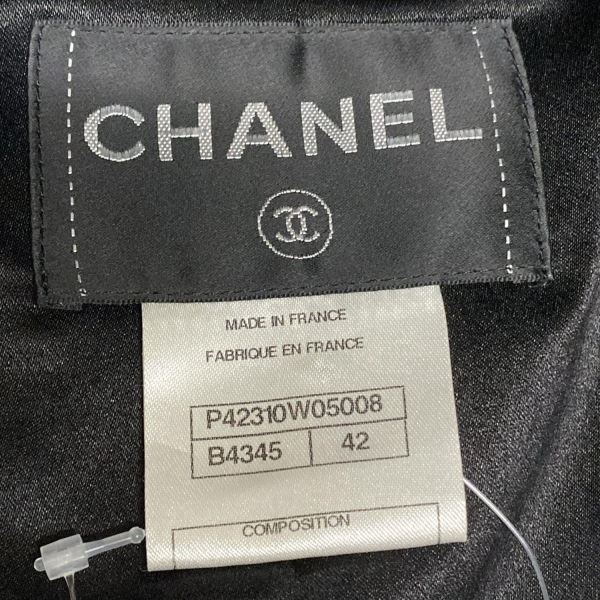 CHANEL
MADE IN FRANCE
FABRIQUE EN FRANCE
P42310W05008
B4345 42
COMPOSITION